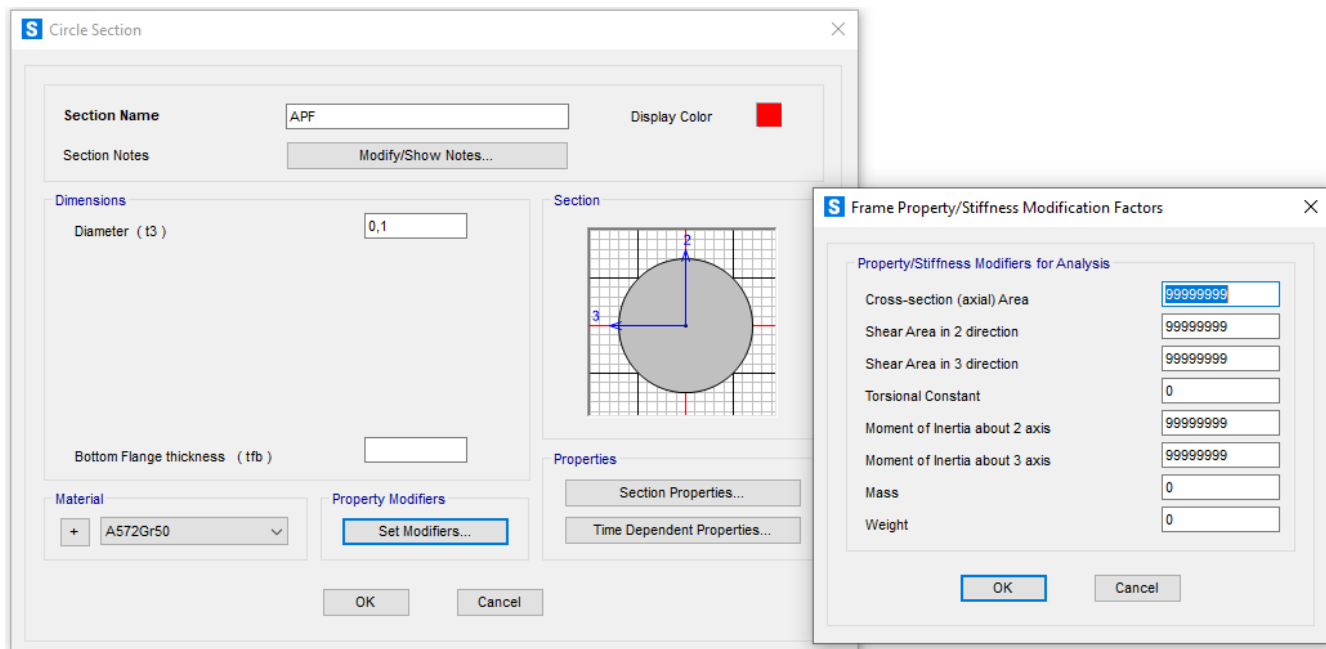 S Circle Section
Section Name APF Display Color
Section Notes Modify/Show Notes...
Dimensions
Diameter ( t3 ) 0,1
Bottom Flange thickness ( tfb )
Section
2
3
Properties
Section Properties...
Time Dependent Properties...
Material
+ A572Gr50
Property Modifiers
Set Modifiers...
OK Cancel
S Frame Property/Stiffness Modification Factors
Property/Stiffness Modifiers for Analysis
Cross-section (axial) Area 99999999
Shear Area in 2 direction 99999999
Shear Area in 3 direction 99999999
Torsional Constant 0
Moment of Inertia about 2 axis 99999999
Moment of Inertia about 3 axis 99999999
Mass 0
Weight 0
OK Cancel